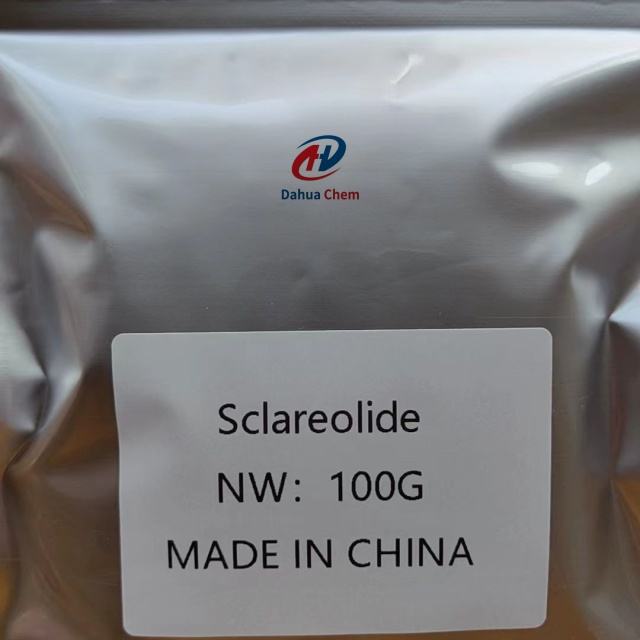 Dahua Chem
Sclareolide
NW: 100G
MADE IN CHINA